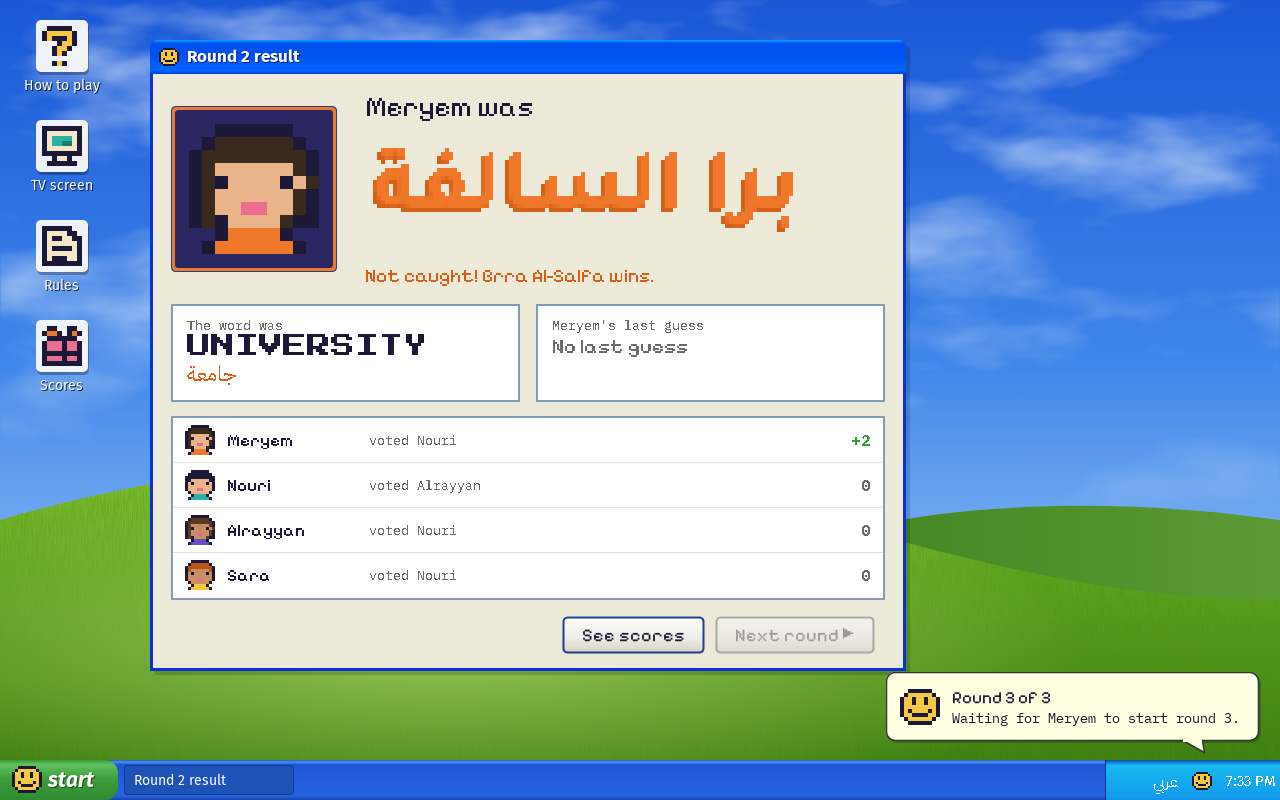 How to play
TV screen
Rules
Scores
Round 2 result
Meryem was
برا السالفة
Not caught! Brra Al-Salfa wins.
The word was
UNIVERSITY
جامعة
Meryem's last guess
No last guess
Meryem voted Nouri +2
Nouri voted Alrayyan 0
Alrayyan voted Nouri 0
Sara voted Nouri 0
See scores
Next round
Round 3 of 3
Waiting for Meryem to start round 3.
start
Round 2 result
عربي
7:33 PM